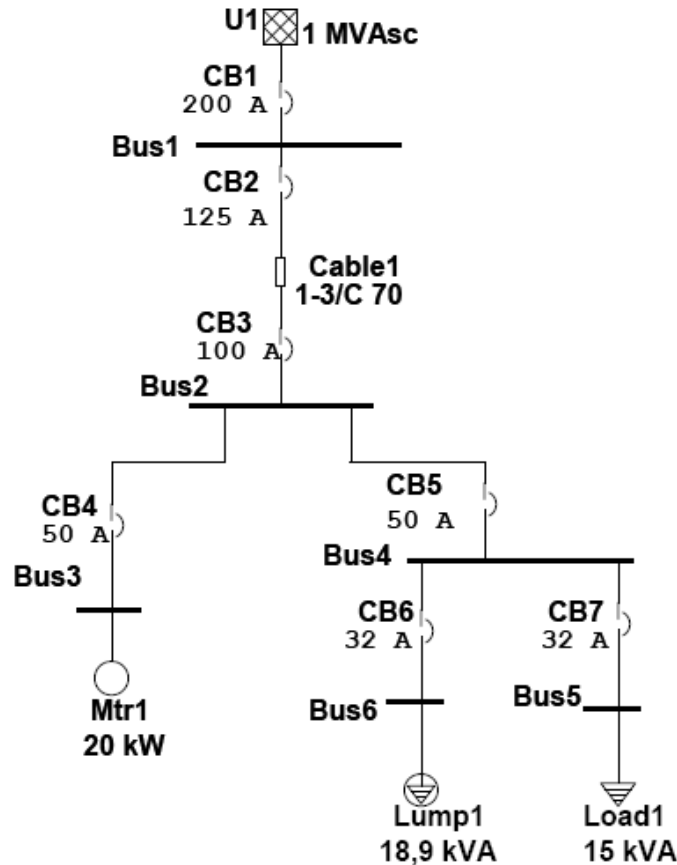 U1
1 MVAsc
CB1
200 A
Bus1
CB2
125 A
Cable1
1-3/C 70
CB3
100 A
Bus2
CB4
50 A
CB5
50 A
Bus4
Bus3
CB6
32 A
CB7
32 A
Mtr1
20 kW
Bus6
Bus5
Lump1
18,9 kVA
Load1
15 kVA